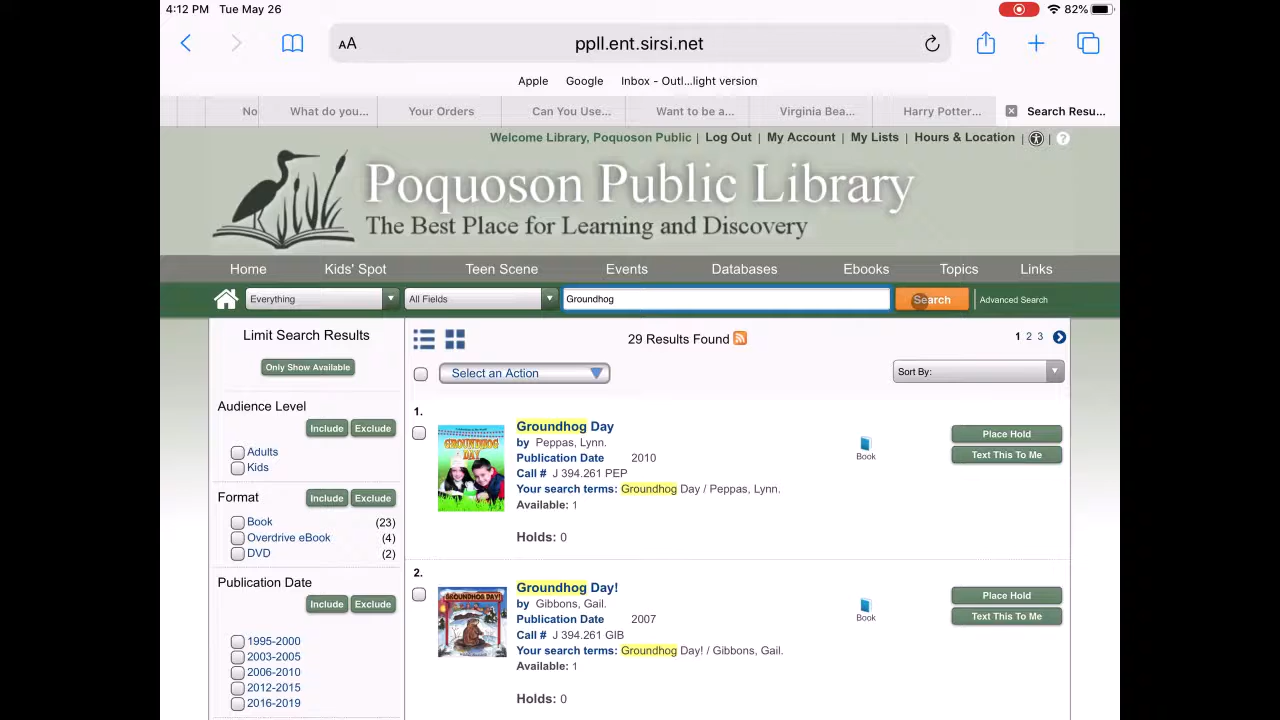 4:12 PM Tue May 26
82%
AA
ppll.ent.sirsi.net
Apple Google Inbox - Outl...light version
No What do you... Your Orders Can You Use... Want to be a... Virginia Bea... Harry Potter... Search Resu...
Welcome Library, Poquoson Public | Log Out | My Account | My Lists | Hours & Location | | ?
Poquoson Public Library
The Best Place for Learning and Discovery
Home Kids' Spot Teen Scene Events Databases Ebooks Topics Links
Everything All Fields Groundhog Search Advanced Search
Limit Search Results
Only Show Available
Audience Level
Include Exclude
Adults
Kids
Format
Include Exclude
Book (23)
Overdrive eBook (4)
DVD (2)
Publication Date
Include Exclude
1995-2000
2003-2005
2006-2010
2012-2015
2016-2019
29 Results Found
1 2 3
Select an Action
Sort By:
1.
GROUNDHOG DAY
Groundhog Day
by Peppas, Lynn.
Publication Date 2010
Call # J 394.261 PEP
Your search terms: Groundhog Day / Peppas, Lynn.
Available: 1
Holds: 0
Book
Place Hold
Text This To Me
2.
GROUNDHOG DAY!
Groundhog Day!
by Gibbons, Gail.
Publication Date 2007
Call # J 394.261 GIB
Your search terms: Groundhog Day! / Gibbons, Gail.
Available: 1
Holds: 0
Book
Place Hold
Text This To Me